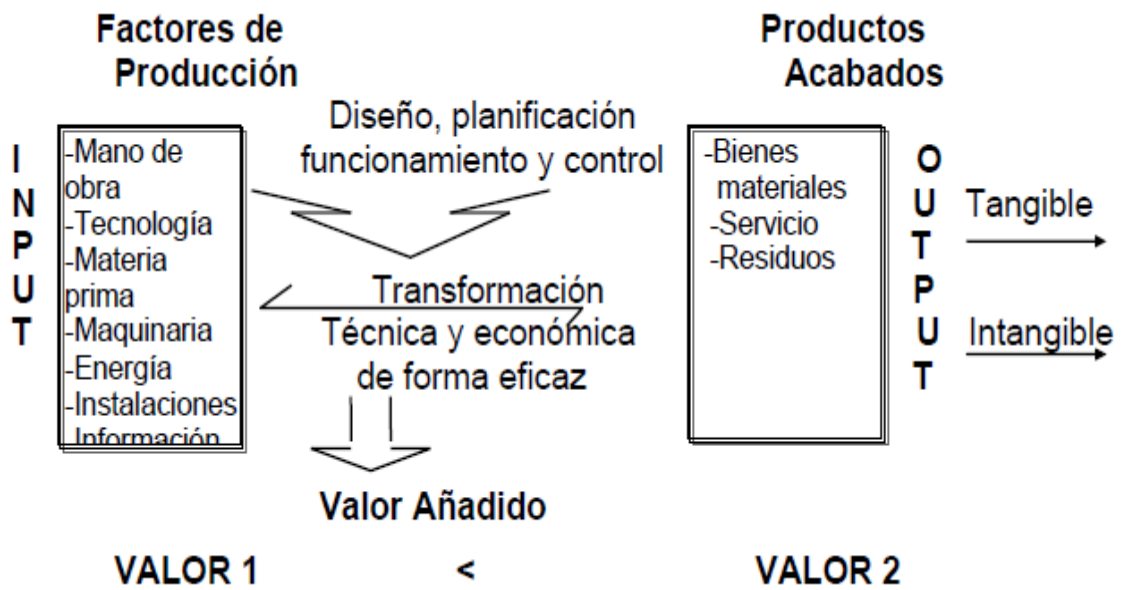 Factores de
Producción
I
N
P
U
T
-Mano de
obra
-Tecnología
-Materia
prima
-Maquinaria
-Energía
-Instalaciones
-Información
Diseño, planificación
funcionamiento y control
Transformación
Técnica y económica
de forma eficaz
Valor Añadido
Productos
Acabados
-Bienes
materiales
-Servicio
-Residuos
O
U
T
P
U
T
Tangible
Intangible
VALOR 1 < VALOR 2